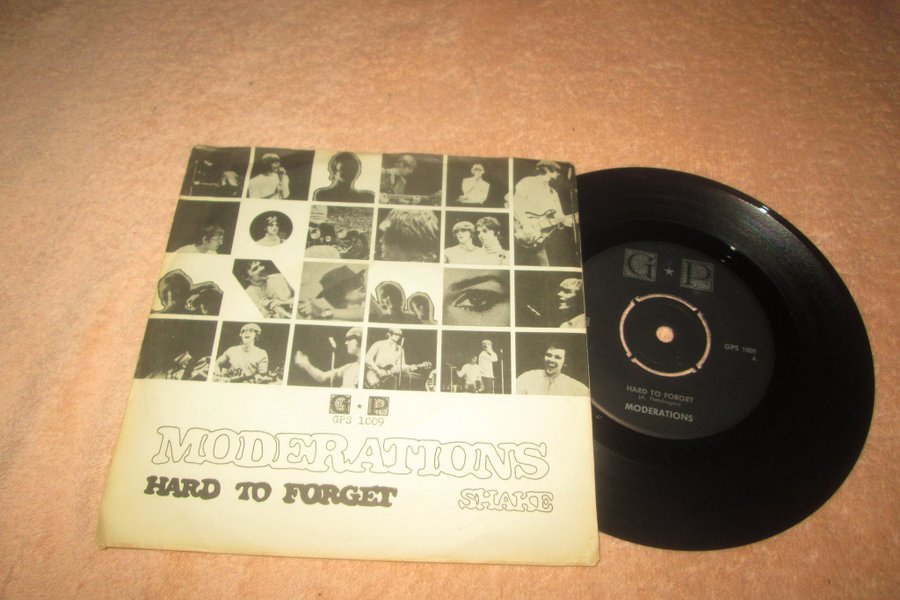 G * P
GPS 1009
MODERATIONS
HARD TO FORGET
SHAKE
G * P
GPS 1009
A
HARD TO FORGET
MODERATIONS